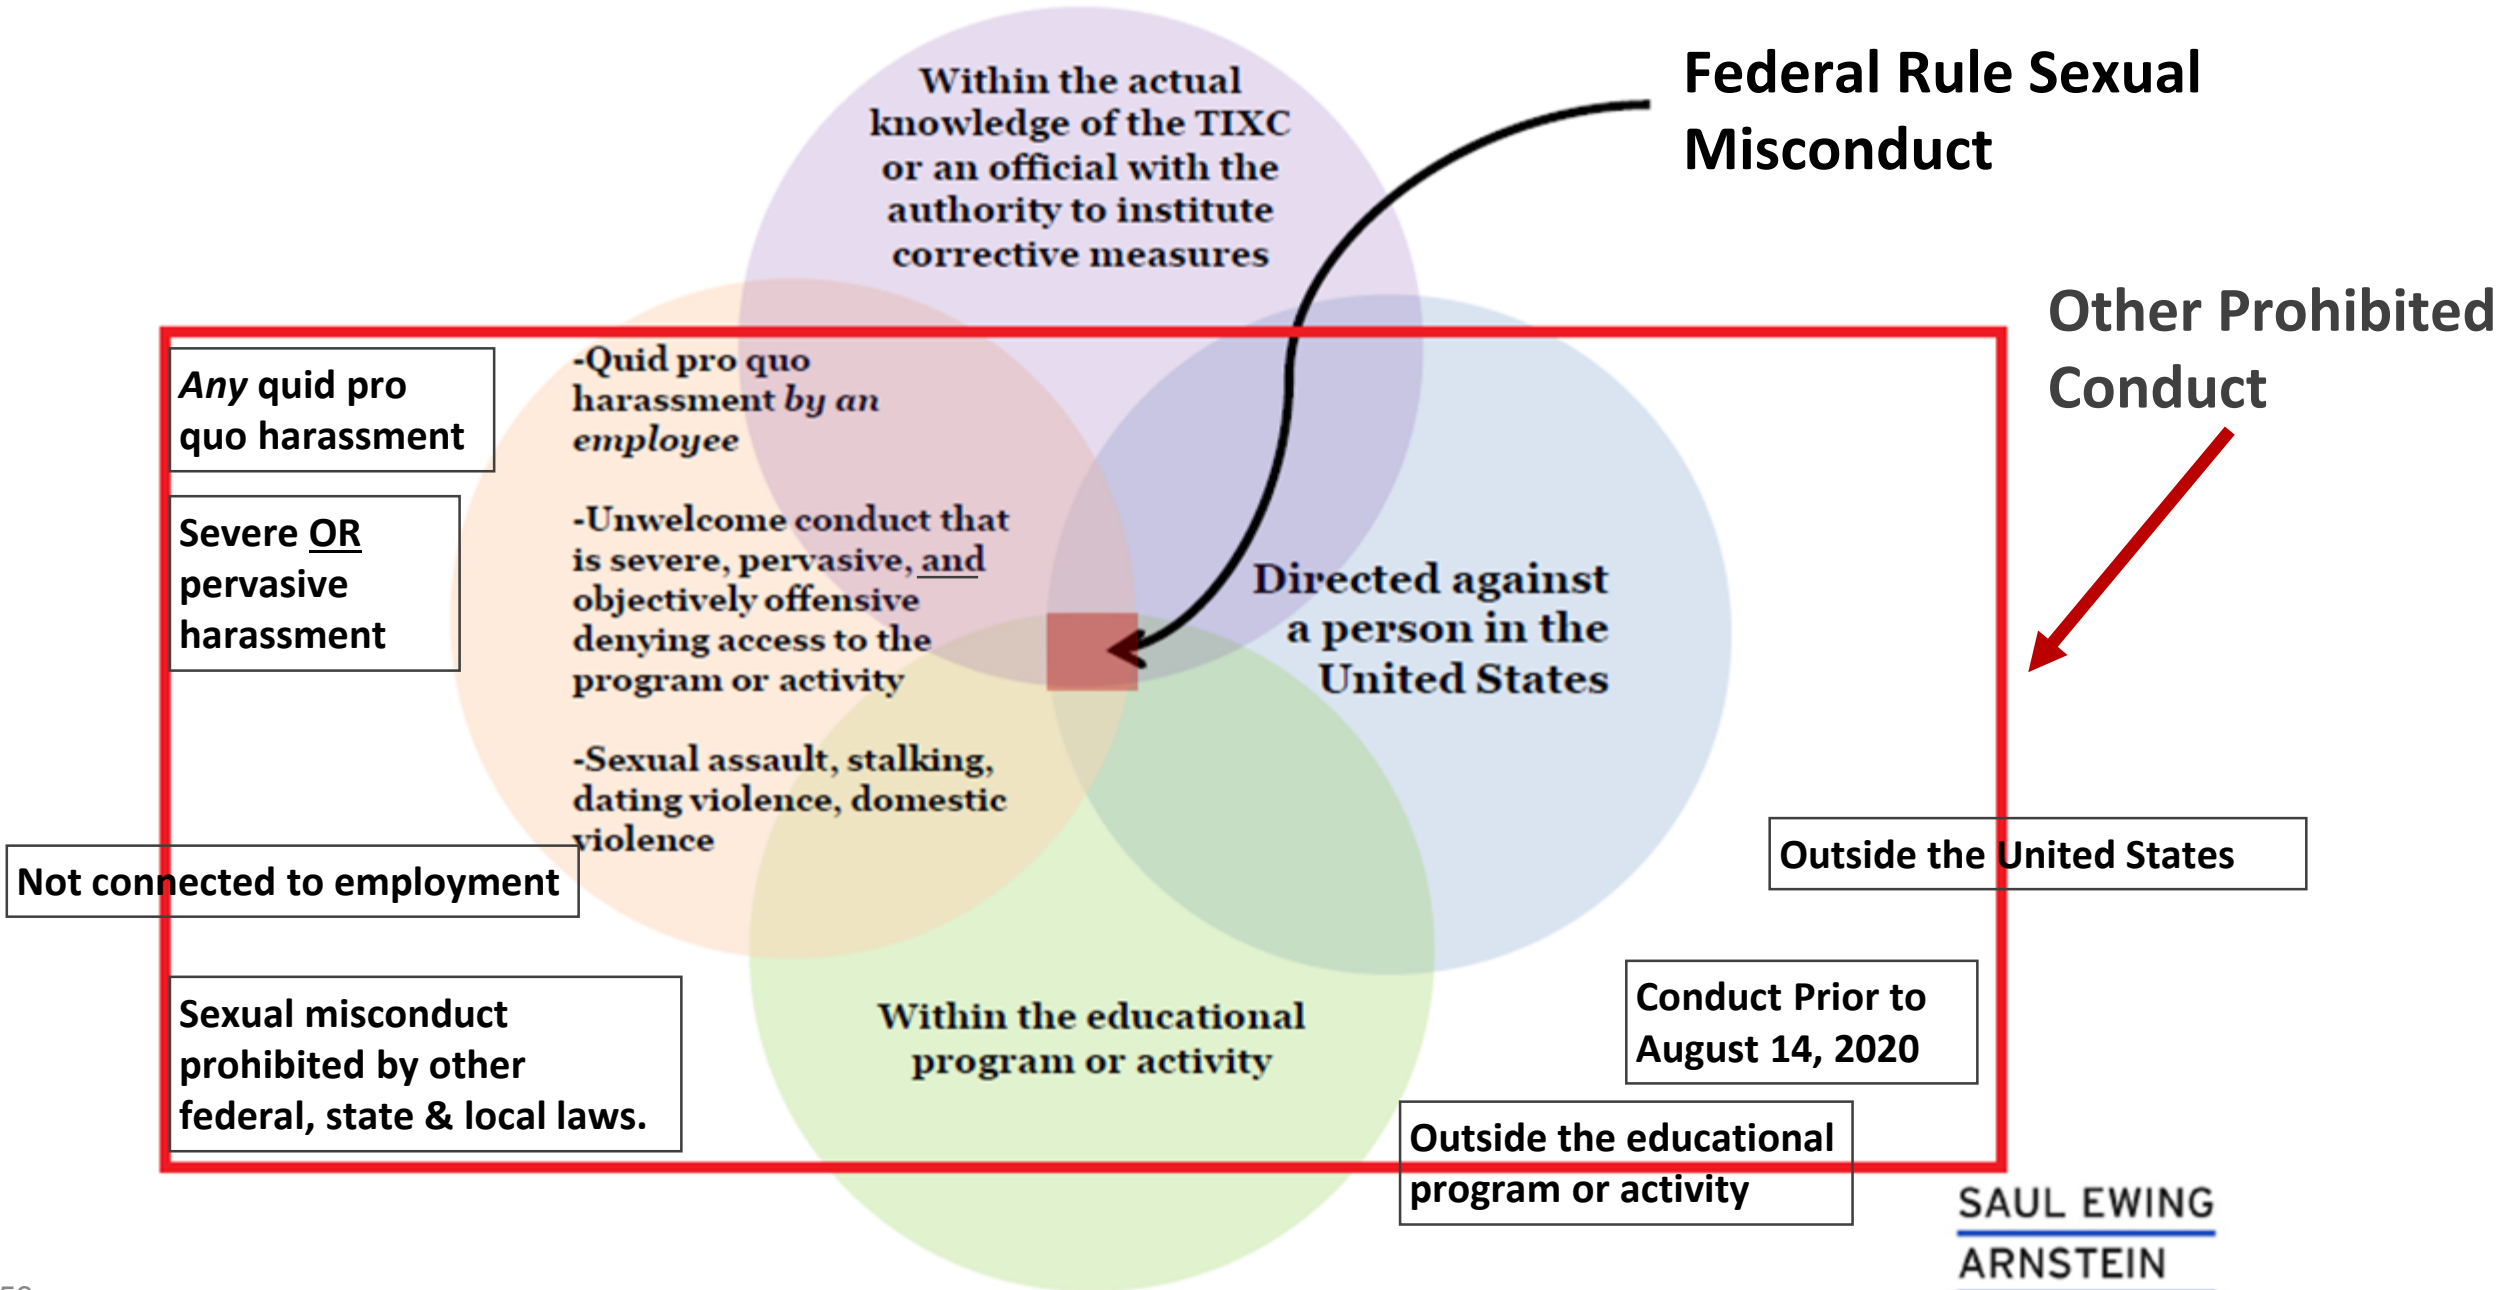 Within the actual
knowledge of the TIXC
or an official with the
authority to institute
corrective measures
Federal Rule Sexual
Misconduct
Other Prohibited
Conduct
Any quid pro
quo harassment
Severe OR
pervasive
harassment
-Quid pro quo
harassment by an
employee
-Unwelcome conduct that
is severe, pervasive, and
objectively offensive
denying access to the
program or activity
-Sexual assault, stalking,
dating violence, domestic
violence
Directed against
a person in the
United States
Not connected to employment
Outside the United States
Sexual misconduct
prohibited by other
federal, state & local laws.
Within the educational
program or activity
Conduct Prior to
August 14, 2020
Outside the educational
program or activity
SAUL EWING
ARNSTEIN